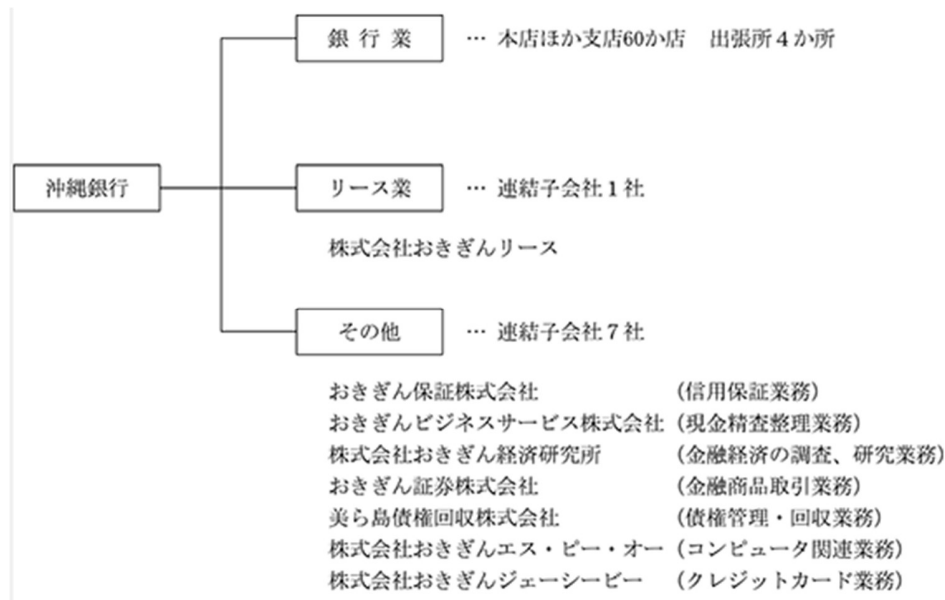 銀行業 … 本店ほか支店60か店 出張所4か所
沖縄銀行
リース業 … 連結子会社1社
株式会社おきぎんリース
その他 … 連結子会社7社
おきぎん保証株式会社 (信用保証業務)
おきぎんビジネスサービス株式会社 (現金精査整理業務)
株式会社おきぎん経済研究所 (金融経済の調査、研究業務)
おきぎん証券株式会社 (金融商品取引業務)
美ら島債権回収株式会社 (債権管理・回収業務)
株式会社おきぎんエス・ピー・オー (コンピュータ関連業務)
株式会社おきぎんジェーシービー (クレジットカード業務)